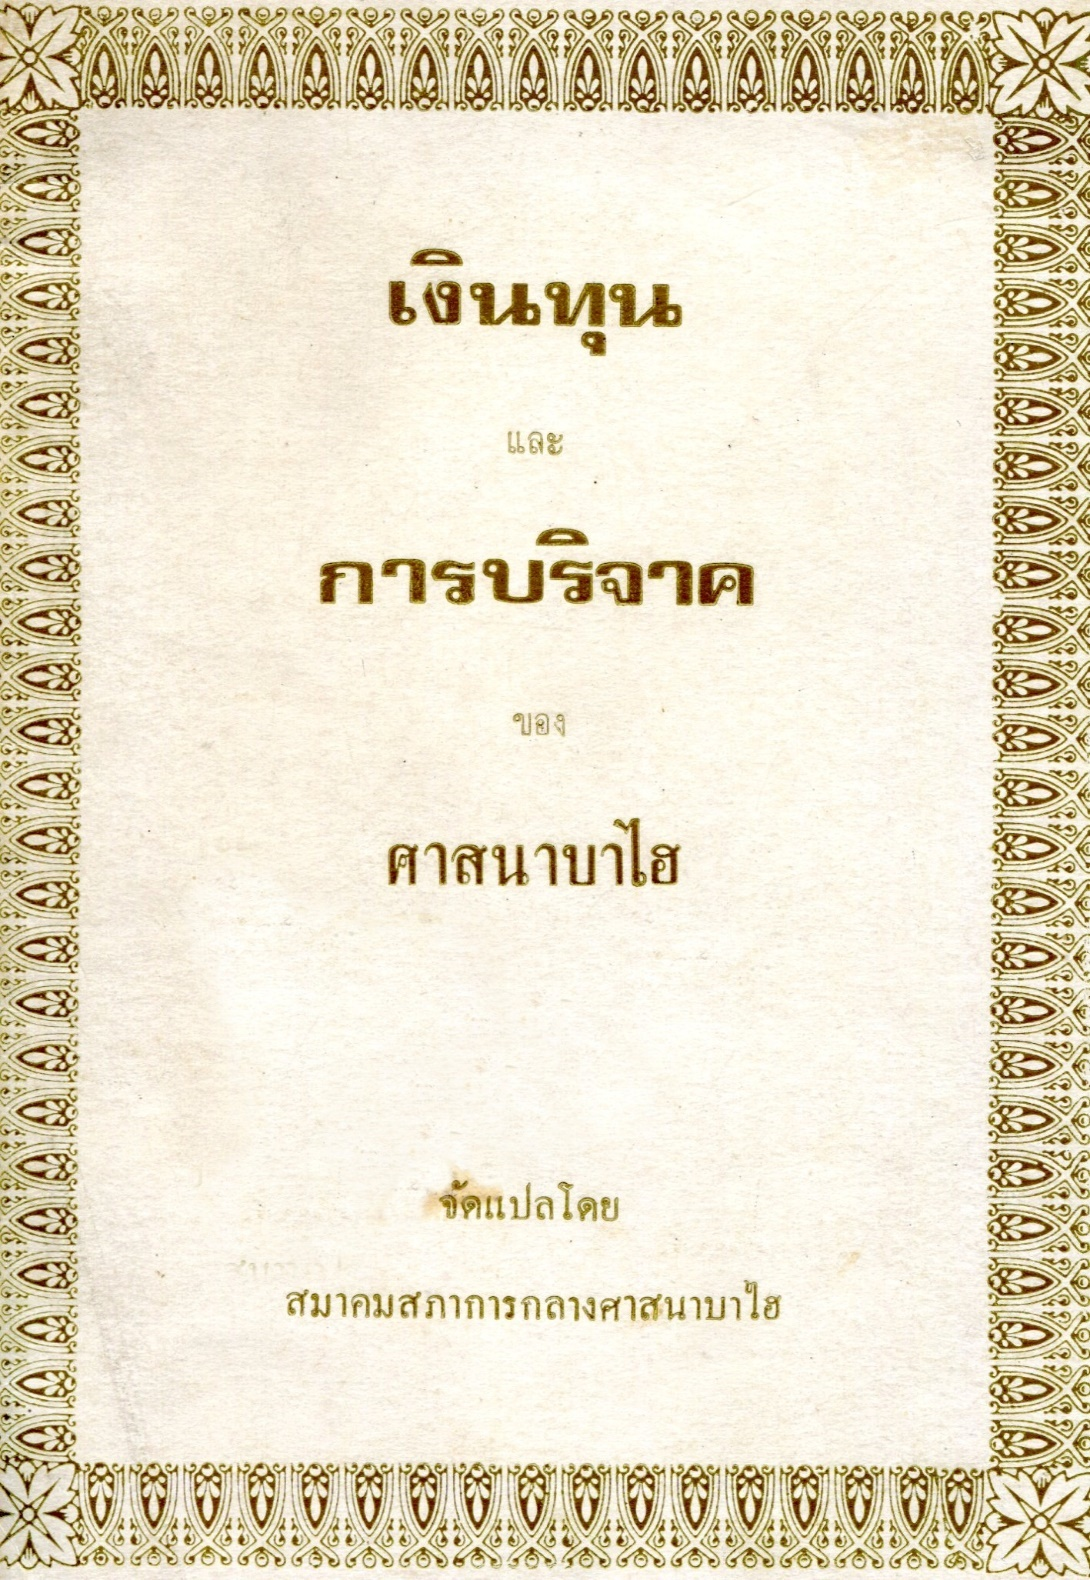 เงินทุน
และ
การบริจาค
ของ
ศาสนาบาไฮ
จัดแปลโดย
สมาคมสภาการกลางศาสนาบาไฮ